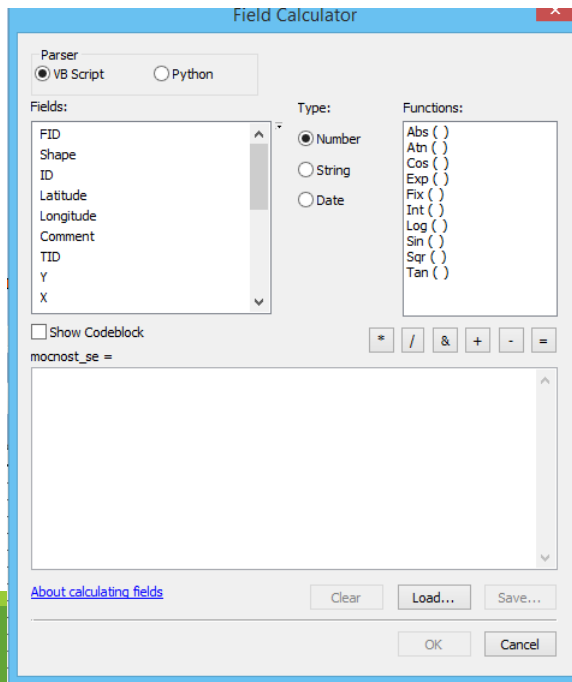 Field Calculator
Parser
VB Script
Python
Fields:
Type:
Functions:
FID
Shape
ID
Latitude
Longitude
Comment
TID
Y
X
Number
String
Date
Abs ( )
Atn ( )
Cos ( )
Exp ( )
Fix ( )
Int ( )
Log ( )
Sin ( )
Sqr ( )
Tan ( )
Show Codeblock
* / & + - =
mocnost_se =
About calculating fields
Clear
Load...
Save...
OK
Cancel